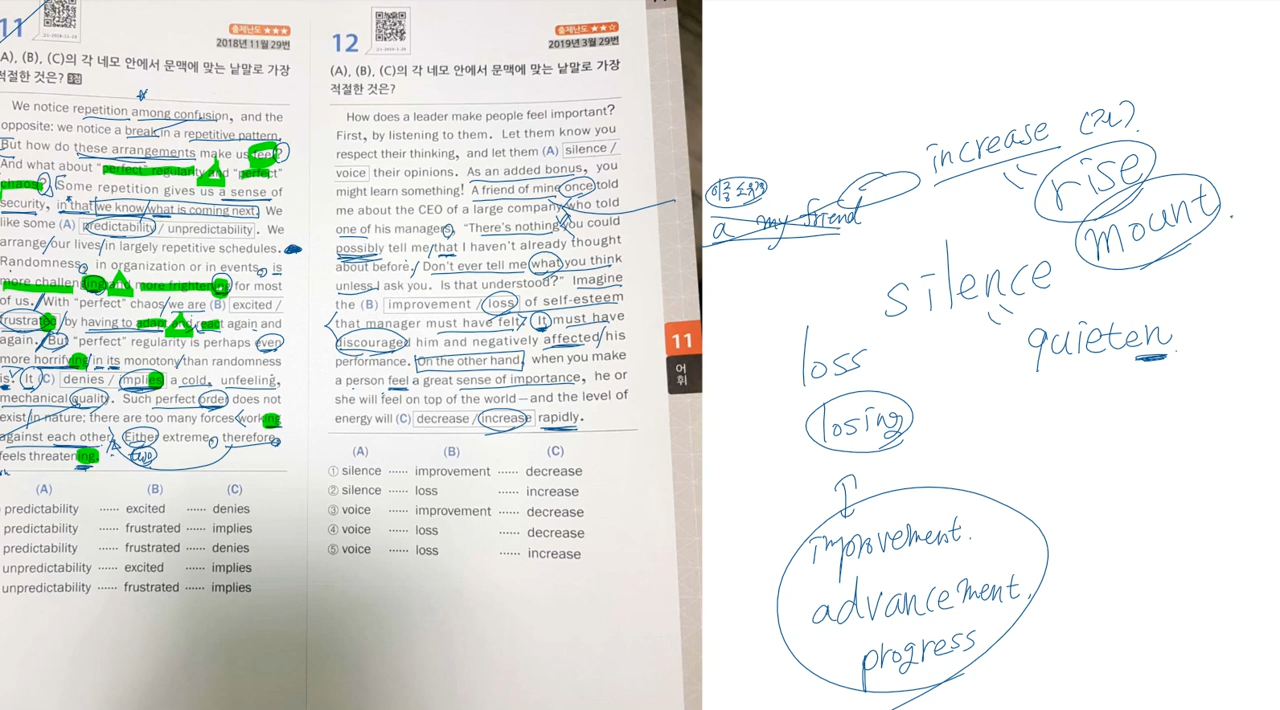 11
출제난도 ★★★
2018년 11월 29번
A), (B), (C)의 각 네모 안에서 문맥에 맞는 낱말로 가장
적절한 것은? 3점
We notice repetition among confusion, and the
opposite: we notice a break in a repetitive pattern.
But how do these arrangements make us feel?
And what about "perfect" regularity and "perfect"
chaos? Some repetition gives us a sense of
security, in that we know what is coming next. We
like some (A) predictability / unpredictability. We
arrange our lives in largely repetitive schedules.
Randomness, in organization or in events, is
more challenging and more frightening for most
of us. With "perfect" chaos we are (B) excited /
frustrated by having to adapt and react again and
again. But "perfect" regularity is perhaps even
more horrifying in its monotony than randomness
is. It (C) denies / implies a cold, unfeeling,
mechanical quality. Such perfect order does not
exist in nature; there are too many forces working
against each other. Either extreme, therefore,
feels threatening.
two
(A) (B) (C)
predictability ...... excited ...... denies
predictability ...... frustrated ...... implies
predictability ...... frustrated ...... denies
unpredictability ...... excited ...... implies
unpredictability ...... frustrated ...... implies
12
출제난도 ★★☆
2019년 3월 29번
(A), (B), (C)의 각 네모 안에서 문맥에 맞는 낱말로 가장
적절한 것은?
How does a leader make people feel important?
First, by listening to them. Let them know you
respect their thinking, and let them (A) silence /
voice their opinions. As an added bonus, you
might learn something! A friend of mine once told
me about the CEO of a large company who told
one of his managers, "There's nothing you could
possibly tell me that I haven't already thought
about before. Don't ever tell me what you think
unless I ask you. Is that understood?" Imagine
the (B) improvement / loss of self-esteem
that manager must have felt. It must have
discouraged him and negatively affected his
performance. On the other hand, when you make
a person feel a great sense of importance, he or
she will feel on top of the world — and the level of
energy will (C) decrease / increase rapidly.
(A) (B) (C)
① silence ...... improvement ...... decrease
② silence ...... loss ...... increase
③ voice ...... improvement ...... decrease
④ voice ...... loss ...... decrease
⑤ voice ...... loss ...... increase
11
어휘
increase
rise
mount
이중소유격
a my friend
silence
quieten
loss
losing
improvement.
advancement.
progress